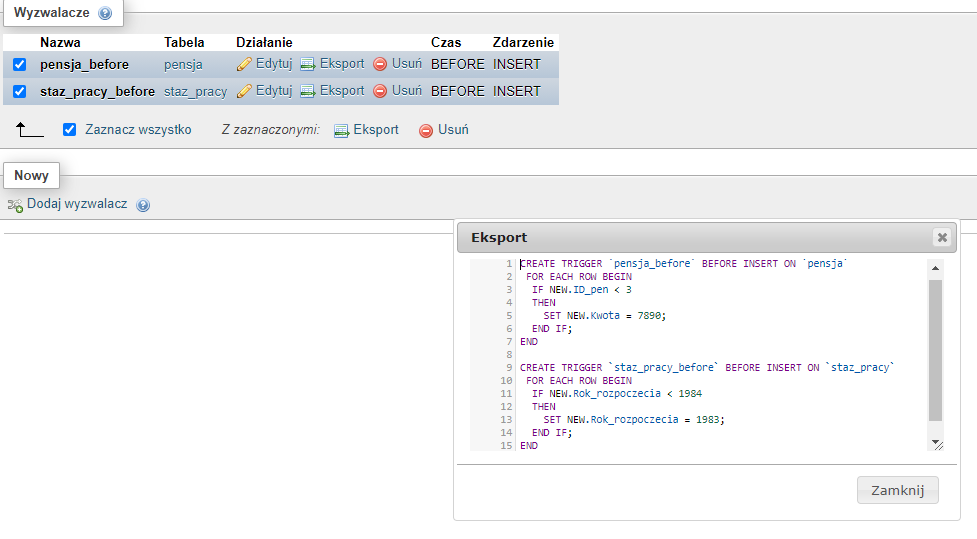 Wyzwalacze
Nazwa Tabela Działanie Czas Zdarzenie
pensja_before pensja Edytuj Eksport Usuń BEFORE INSERT
staz_pracy_before staz_pracy Edytuj Eksport Usuń BEFORE INSERT
Zaznacz wszystko Z zaznaczonymi: Eksport Usuń
Nowy
Dodaj wyzwalacz
Eksport
1 CREATE TRIGGER `pensja_before` BEFORE INSERT ON `pensja`
2 FOR EACH ROW BEGIN
3 IF NEW.ID_pen < 3
4 THEN
5 SET NEW.Kwota = 7890;
6 END IF;
7 END
8
9 CREATE TRIGGER `staz_pracy_before` BEFORE INSERT ON `staz_pracy`
10 FOR EACH ROW BEGIN
11 IF NEW.Rok_rozpoczecia < 1984
12 THEN
13 SET NEW.Rok_rozpoczecia = 1983;
14 END IF;
15 END
Zamknij